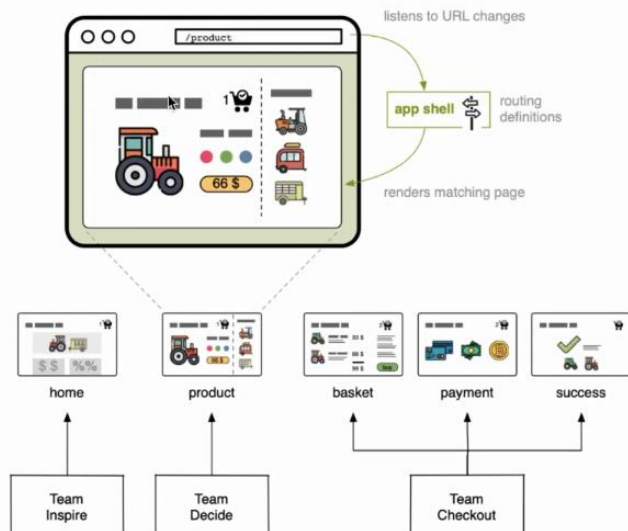 /product
listens to URL changes
app shell
routing
definitions
renders matching page
1
66 $
1
$ $
%%
1
66 $
2
2
home
product
basket
payment
success
Team
Inspire
Team
Decide
Team
Checkout